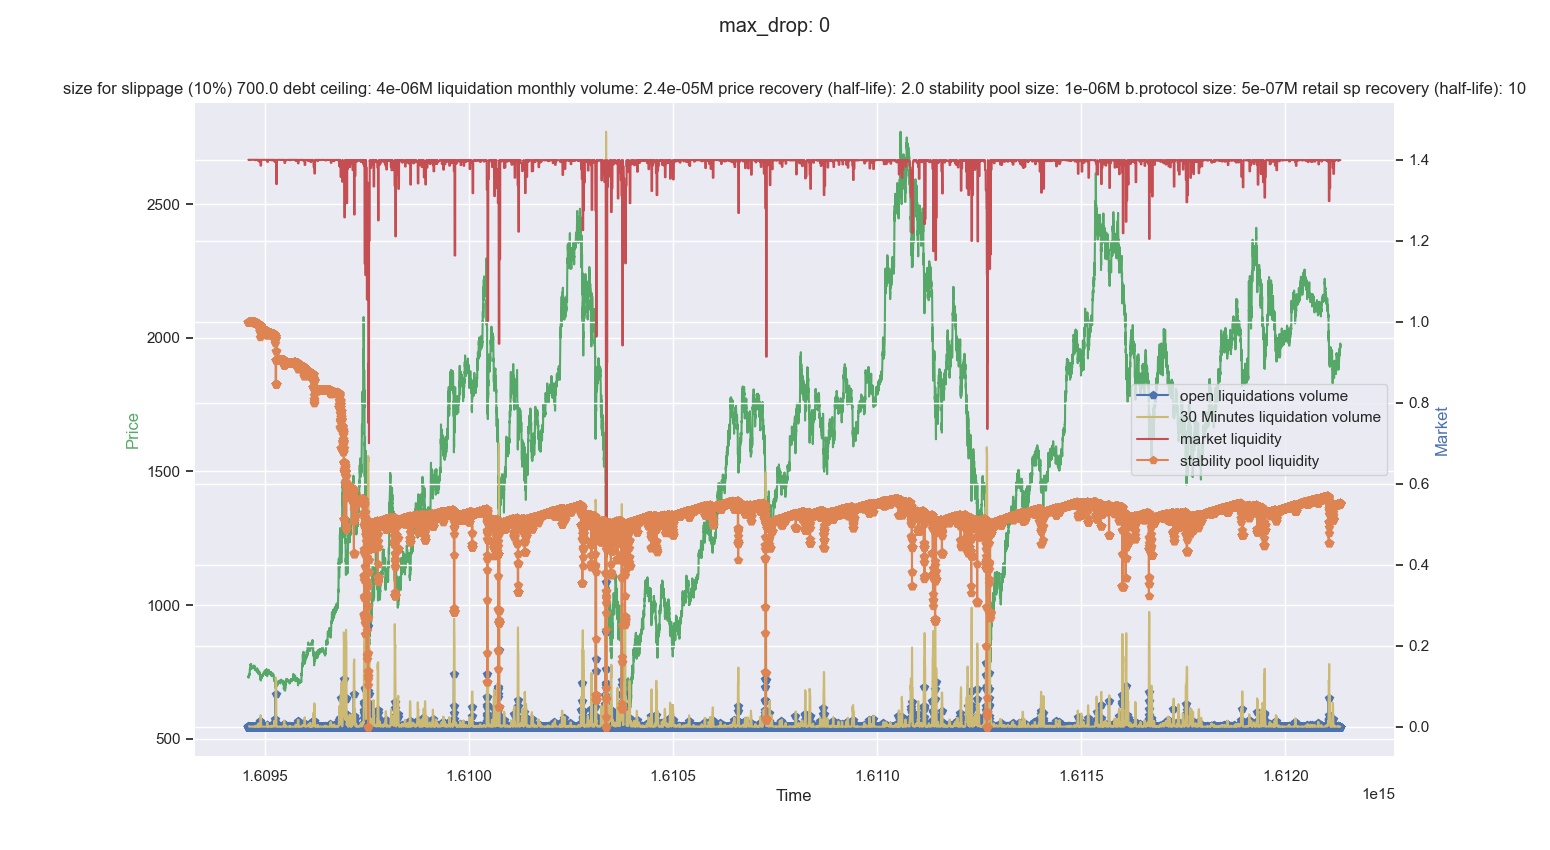 max_drop: 0
size for slippage (10%) 700.0 debt ceiling: 4e-06M liquidation monthly volume: 2.4e-05M price recovery (half-life): 2.0 stability pool size: 1e-06M b.protocol size: 5e-07M retail sp recovery (half-life): 10
2500
2000
1500
1000
500
Price
1.4
1.2
1.0
0.8
0.6
0.4
0.2
0.0
Market
open liquidations volume
30 Minutes liquidation volume
market liquidity
stability pool liquidity
1.6095
1.6100
1.6105
1.6110
1.6115
1.6120
1e15
Time